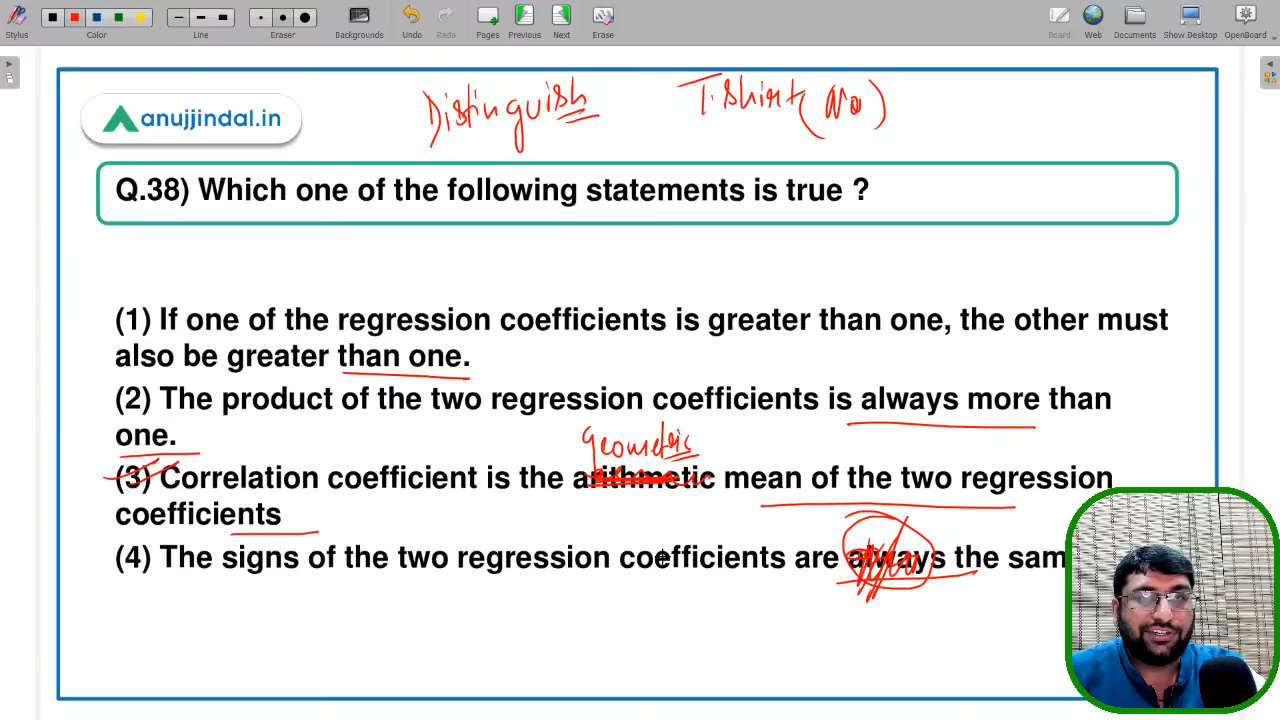 Stylus
Color
Line
Eraser
Backgrounds
Undo
Redo
Pages
Previous
Next
Erase
Board
Web
Documents
Show Desktop
OpenBoard
Distinguish T.Shirt (No)
anujjindal.in
Q.38) Which one of the following statements is true ?
(1) If one of the regression coefficients is greater than one, the other must
also be greater than one.
(2) The product of the two regression coefficients is always more than
one.
geometric
(3) Correlation coefficient is the arithmetic mean of the two regression
coefficients
(4) The signs of the two regression coefficients are always the sam